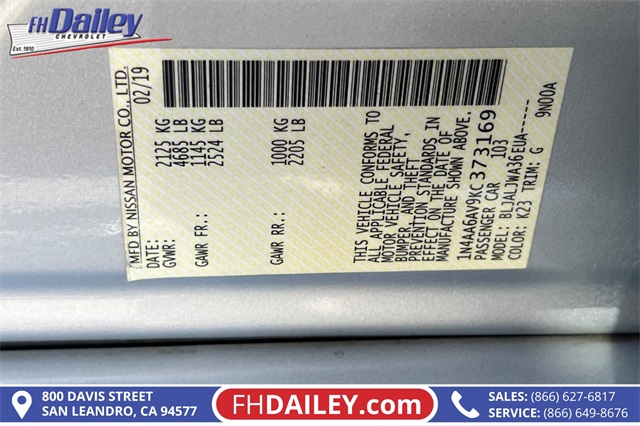 FH Dailey
CHEVROLET
Est. 1910
MFD BY NISSAN MOTOR CO., LTD.
DATE: 02/19
GVWR: 2125 KG
4685 LB
GAWR FR.: 1145 KG
2524 LB
GAWR RR.: 1000 KG
2205 LB
THIS VEHICLE CONFORMS TO
ALL APPLICABLE FEDERAL
MOTOR VEHICLE SAFETY,
BUMPER, AND THEFT
PREVENTION STANDARDS IN
EFFECT ON THE DATE OF
MANUFACTURE SHOWN ABOVE.
1N4AA6AV9KC373169
PASSENGER CAR 103
MODEL: BLJALJWA36EUA-----
COLOR: K23 TRIM: G 9N00A
800 DAVIS STREET
SAN LEANDRO, CA 94577
FHDAILEY.com
SALES: (866) 627-6817
SERVICE: (866) 649-8676